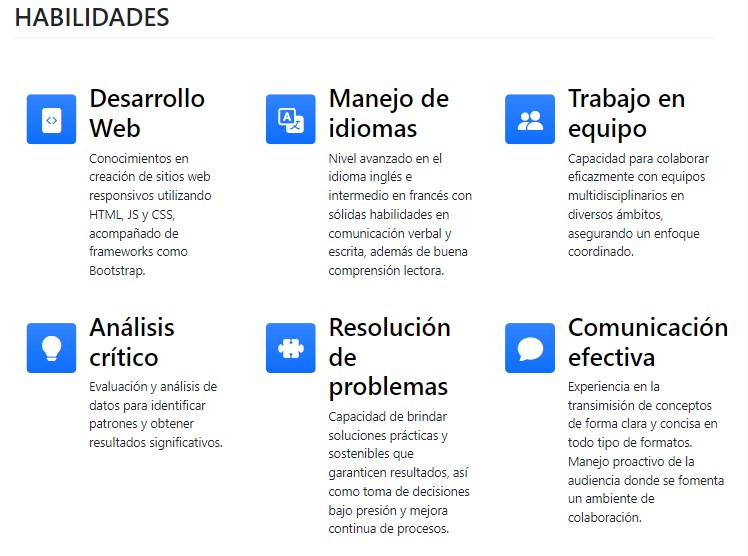 HABILIDADES
Desarrollo
Web
Conocimientos en
creación de sitios web
responsivos utilizando
HTML, JS y CSS,
acompañado de
frameworks como
Bootstrap.
Manejo de
idiomas
Nivel avanzado en el
idioma inglés e
intermedio en francés con
sólidas habilidades en
comunicación verbal y
escrita, además de buena
comprensión lectora.
Trabajo en
equipo
Capacidad para colaborar
eficazmente con equipos
multidisciplinarios en
diversos ámbitos,
asegurando un enfoque
coordinado.
Análisis
crítico
Evaluación y análisis de
datos para identificar
patrones y obtener
resultados significativos.
Resolución
de
problemas
Capacidad de brindar
soluciones prácticas y
sostenibles que
garanticen resultados, así
como toma de decisiones
bajo presión y mejora
continua de procesos.
Comunicación
efectiva
Experiencia en la
transimisión de conceptos
de forma clara y concisa en
todo tipo de formatos.
Manejo proactivo de la
audiencia donde se fomenta
un ambiente de
colaboración.